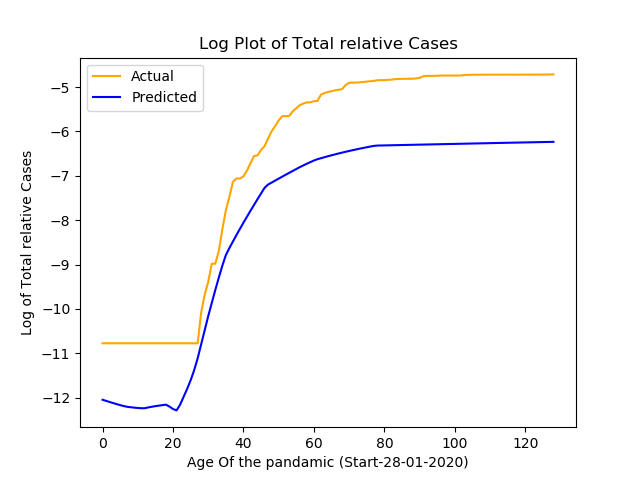 Log Plot of Total relative Cases
Actual
Predicted
Log of Total relative Cases
−5
−6
−7
−8
−9
−10
−11
−12
0 20 40 60 80 100 120
Age Of the pandamic (Start-28-01-2020)